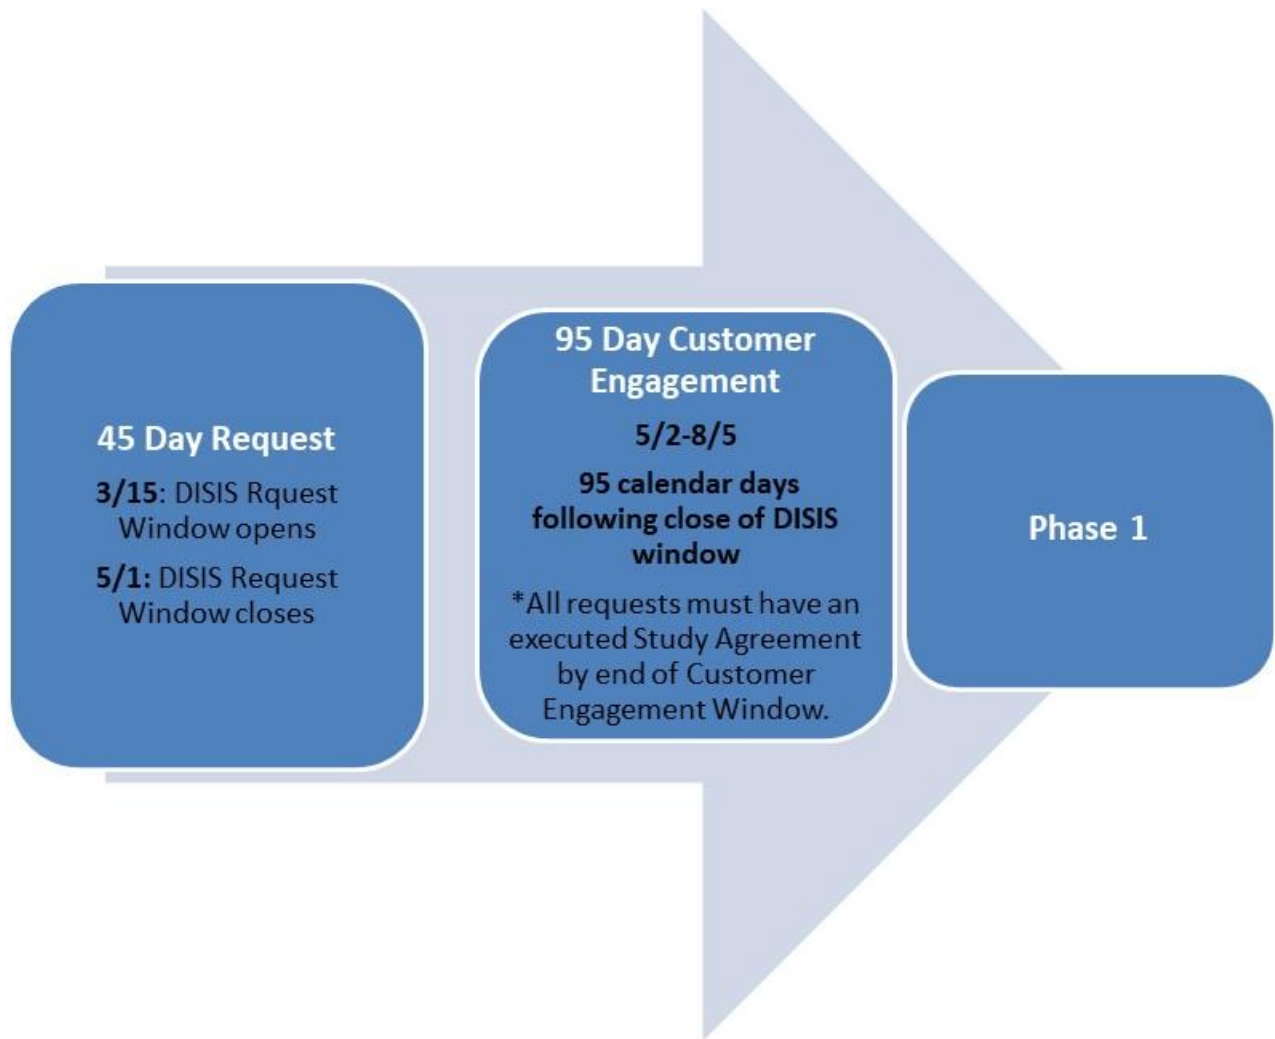 45 Day Request
3/15: DISIS Rquest
Window opens
5/1: DISIS Request
Window closes
95 Day Customer
Engagement
5/2-8/5
95 calendar days
following close of DISIS
window
*All requests must have an
executed Study Agreement
by end of Customer
Engagement Window.
Phase 1